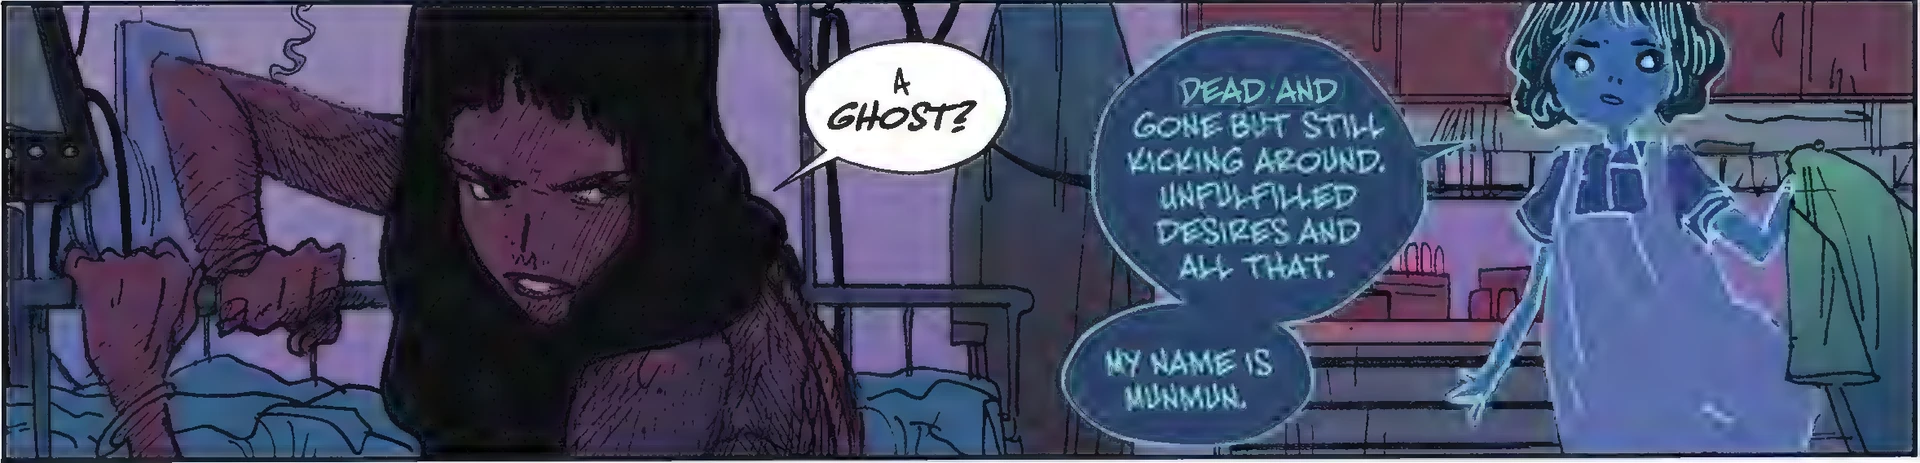 A
GHOST?
DEAD AND
GONE BUT STILL
KICKING AROUND.
UNFULFILLED
DESIRES AND
ALL THAT.
MY NAME IS
MUNMUN.